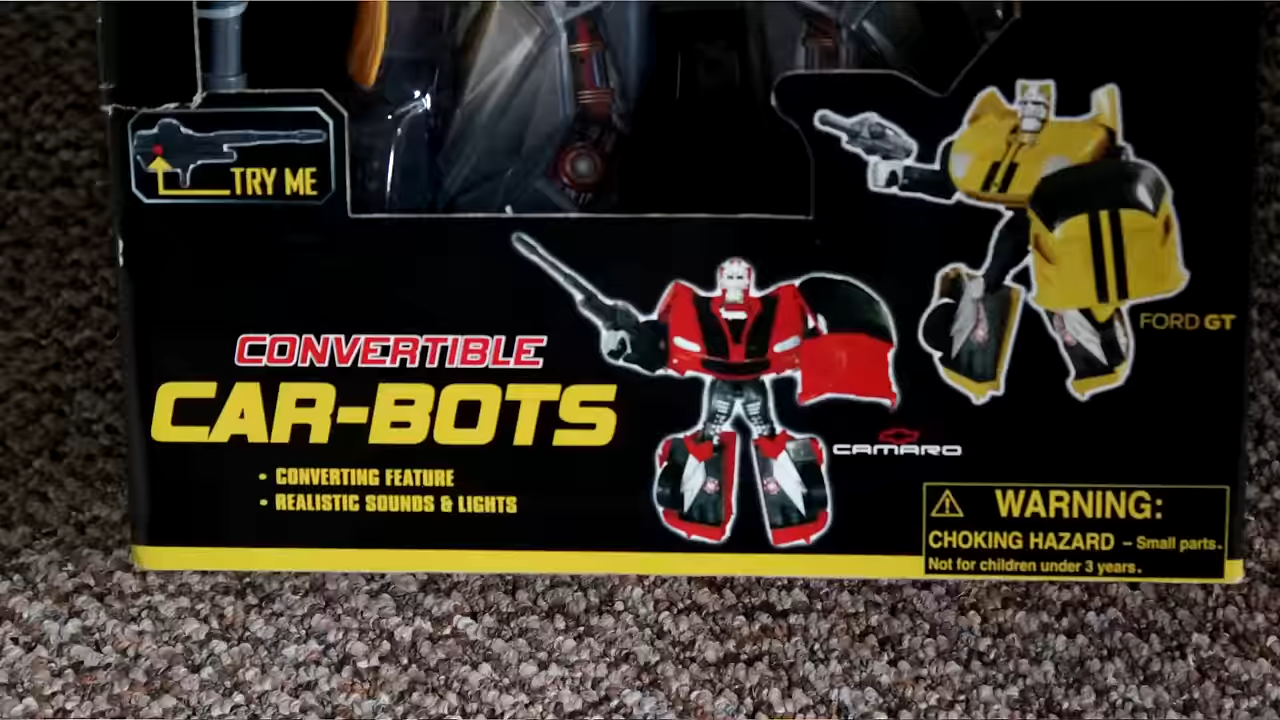 TRY ME
FORD GT
CONVERTIBLE
CAR-BOTS
• CONVERTING FEATURE
• REALISTIC SOUNDS & LIGHTS
CAMARO
WARNING:
CHOKING HAZARD – Small parts.
Not for children under 3 years.